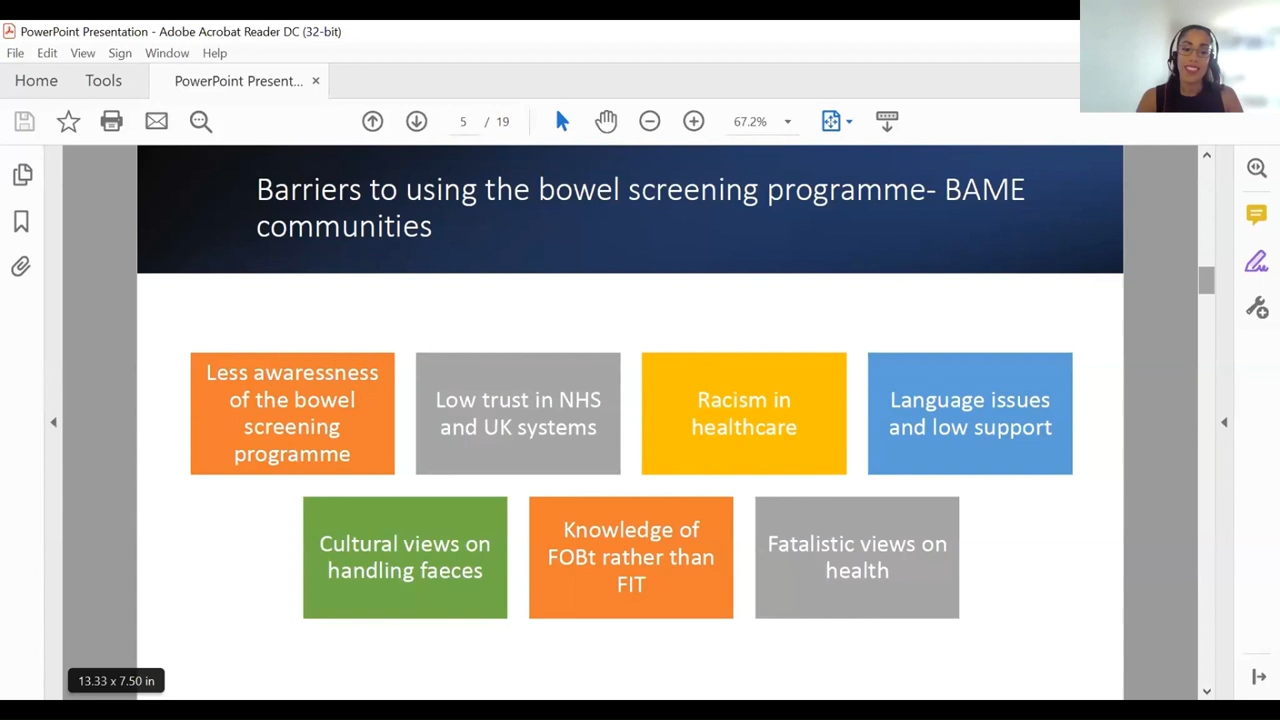 PowerPoint Presentation - Adobe Acrobat Reader DC (32-bit)
File Edit View Sign Window Help
Home Tools PowerPoint Present... ×
5 / 19 67.2%
Barriers to using the bowel screening programme- BAME
communities
Less awaressness
of the bowel
screening
programme
Low trust in NHS
and UK systems
Racism in
healthcare
Language issues
and low support
Cultural views on
handling faeces
Knowledge of
FOBt rather than
FIT
Fatalistic views on
health
13.33 x 7.50 in